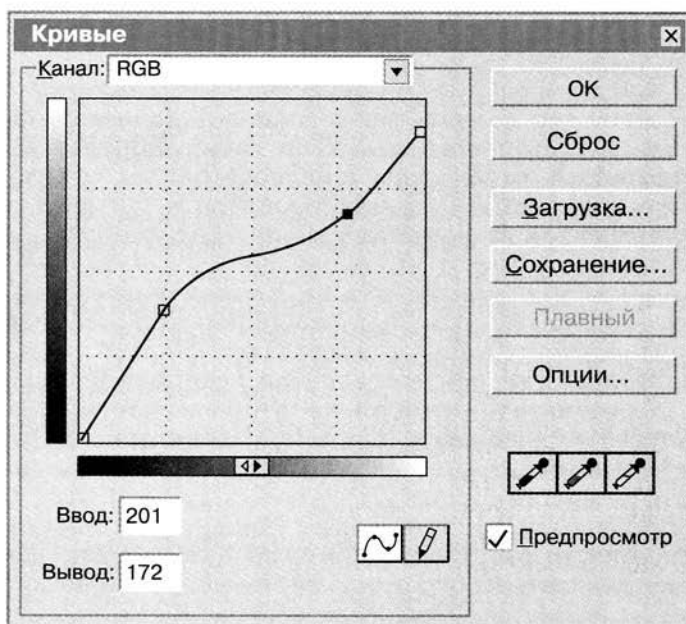 Кривые
Канал: RGB
OK
Сброс
Загрузка...
Сохранение...
Плавный
Опции...
Ввод: 201
Вывод: 172
Предпросмотр